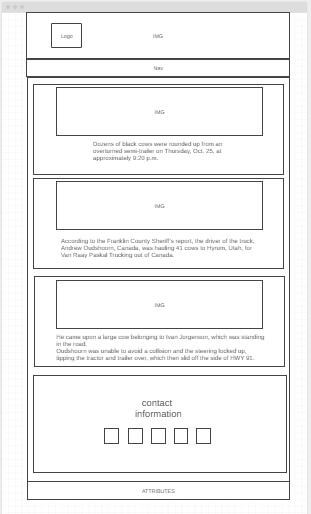 Logo
IMG
Nav
IMG
Dozens of black cows were rounded up from an
overturned semi-trailer on Thursday, Oct. 25, at
approximately 9:20 p.m.
IMG
According to the Franklin County Sheriff's report, the driver of the track,
Andrew Oudshoorn, Canada, was hauling 41 cows to Hyrum, Utah, for
Van Raay Paskal Trucking out of Canada.
IMG
He came upon a large cow belonging to Ivan Jorgenson, which was standing
in the road.
Oudshoorn was unable to avoid a collision and the steering locked up,
tipping the tractor and trailer over, which then slid off the side of HWY 91.
contact
information
ATTRIBUTES